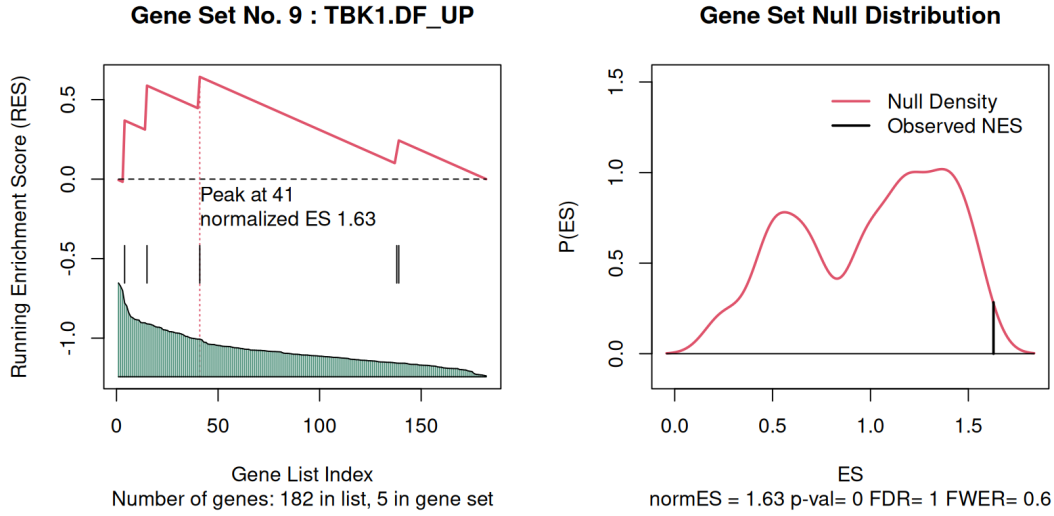 Gene Set No. 9 : TBK1.DF_UP
Running Enrichment Score (RES)
0.5
0.0
-0.5
-1.0
Peak at 41
normalized ES 1.63
0 50 100 150
Gene List Index
Number of genes: 182 in list, 5 in gene set
Gene Set Null Distribution
P(ES)
1.5
1.0
0.5
0.0
Null Density
Observed NES
0.0 0.5 1.0 1.5
ES
normES = 1.63 p-val= 0 FDR= 1 FWER= 0.6